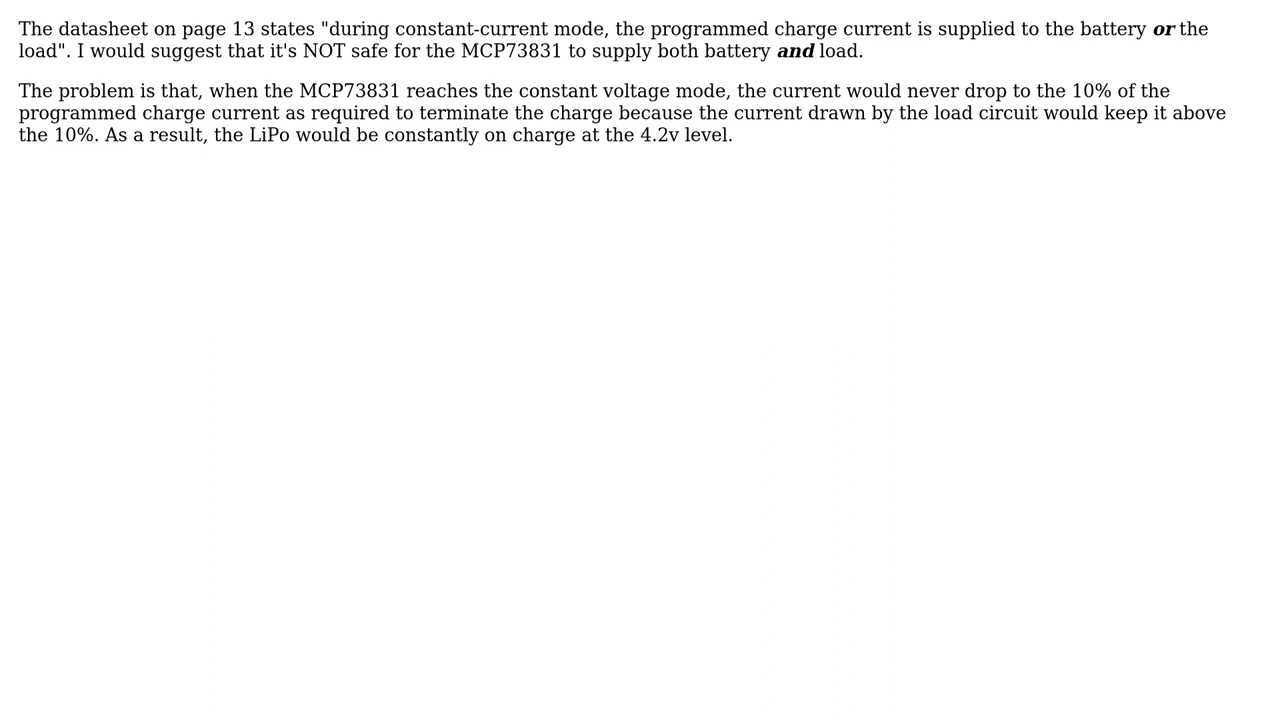 The datasheet on page 13 states "during constant-current mode, the programmed charge current is supplied to the battery or the
load". I would suggest that it's NOT safe for the MCP73831 to supply both battery and load.
The problem is that, when the MCP73831 reaches the constant voltage mode, the current would never drop to the 10% of the
programmed charge current as required to terminate the charge because the current drawn by the load circuit would keep it above
the 10%. As a result, the LiPo would be constantly on charge at the 4.2v level.